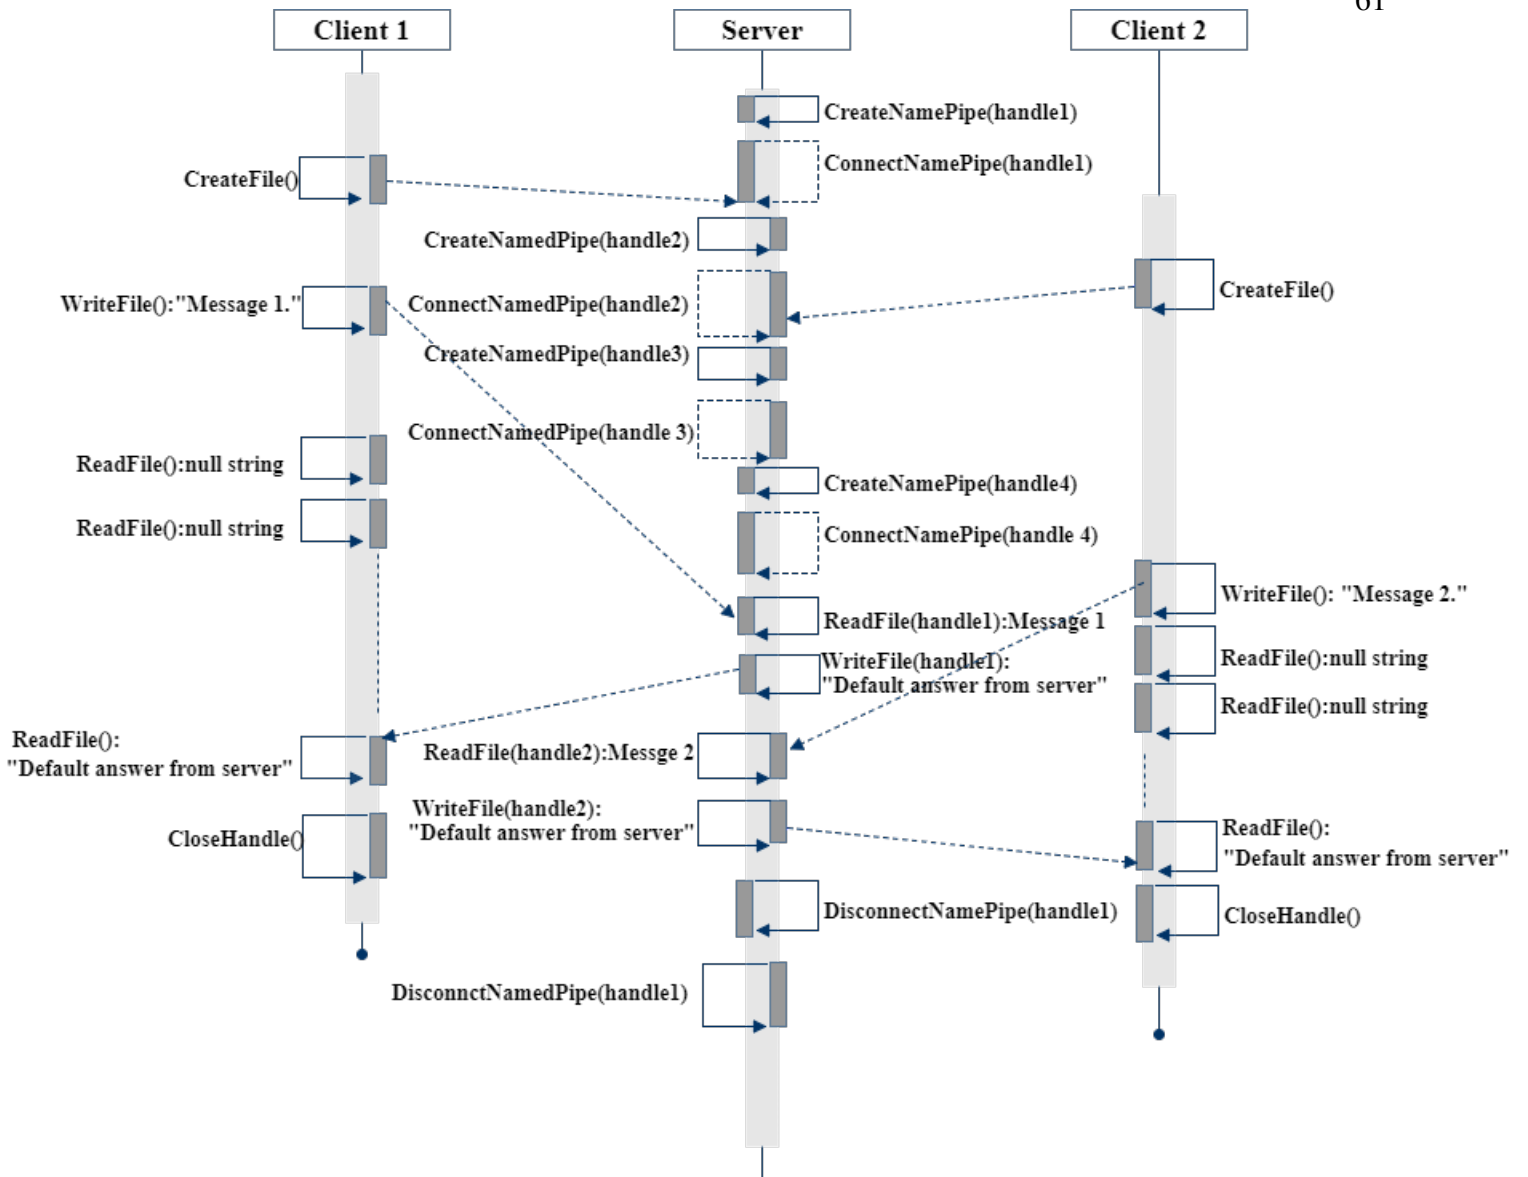 61
Client 1
Server
Client 2
CreateNamePipe(handle1)
ConnectNamePipe(handle1)
CreateFile()
CreateNamedPipe(handle2)
CreateFile()
WriteFile():"Message 1."
ConnectNamedPipe(handle2)
CreateNamedPipe(handle3)
ConnectNamedPipe(handle 3)
ReadFile():null string
CreateNamePipe(handle4)
ReadFile():null string
ConnectNamePipe(handle 4)
WriteFile(): "Message 2."
ReadFile(handle1):Message 1
ReadFile():null string
WriteFile(handle1):
"Default answer from server"
ReadFile():null string
ReadFile():
"Default answer from server"
ReadFile(handle2):Messge 2
WriteFile(handle2):
"Default answer from server"
CloseHandle()
ReadFile():
"Default answer from server"
DisconnectNamePipe(handle1)
CloseHandle()
DisconnctNamedPipe(handle1)